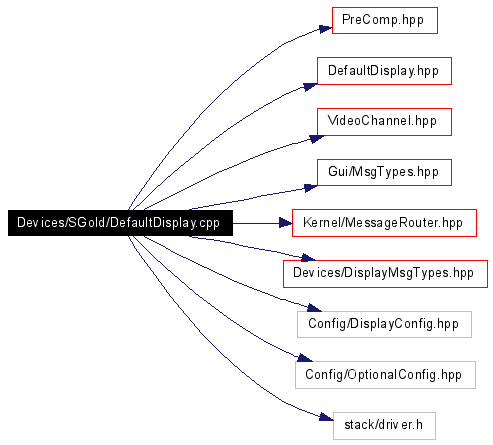 PreComp.hpp
DefaultDisplay.hpp
VideoChannel.hpp
Gui/MsgTypes.hpp
Devices/SGold/DefaultDisplay.cpp
Kernel/MessageRouter.hpp
Devices/DisplayMsgTypes.hpp
Config/DisplayConfig.hpp
Config/OptionalConfig.hpp
stack/driver.h